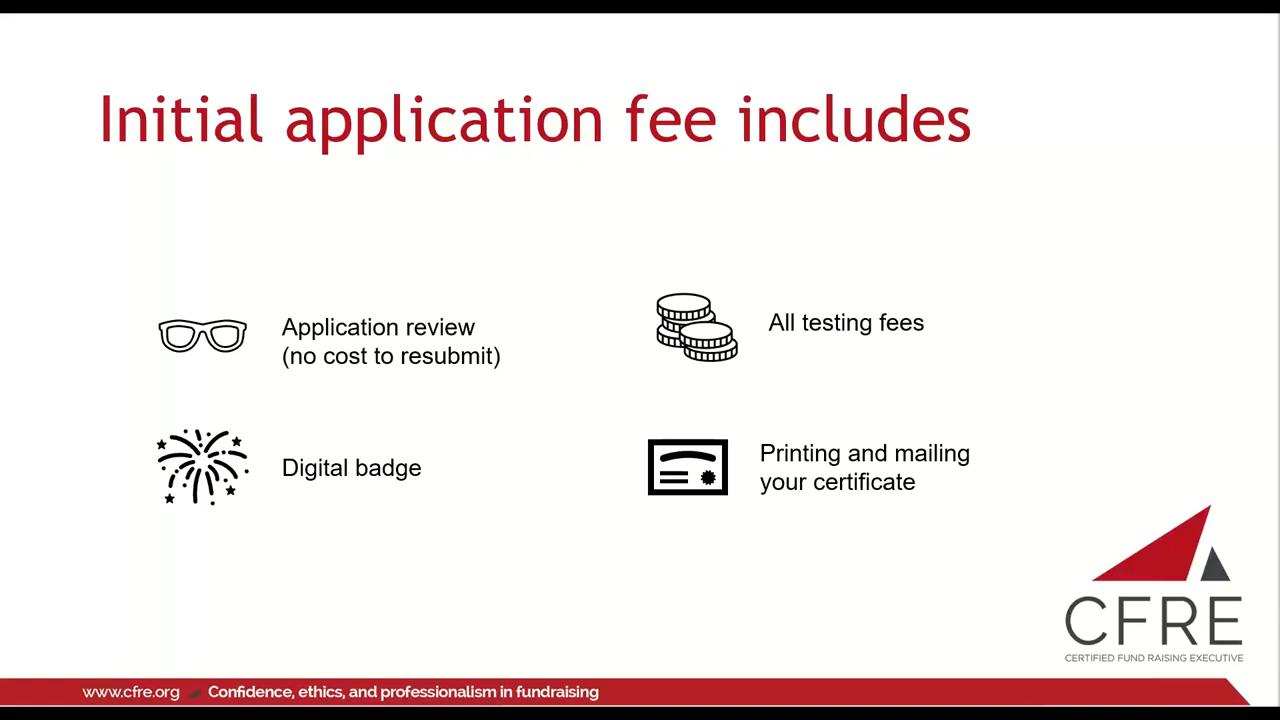 Initial application fee includes
Application review
(no cost to resubmit)
All testing fees
Digital badge
Printing and mailing
your certificate
CFRE
CERTIFIED FUND RAISING EXECUTIVE
www.cfre.org Confidence, ethics, and professionalism in fundraising